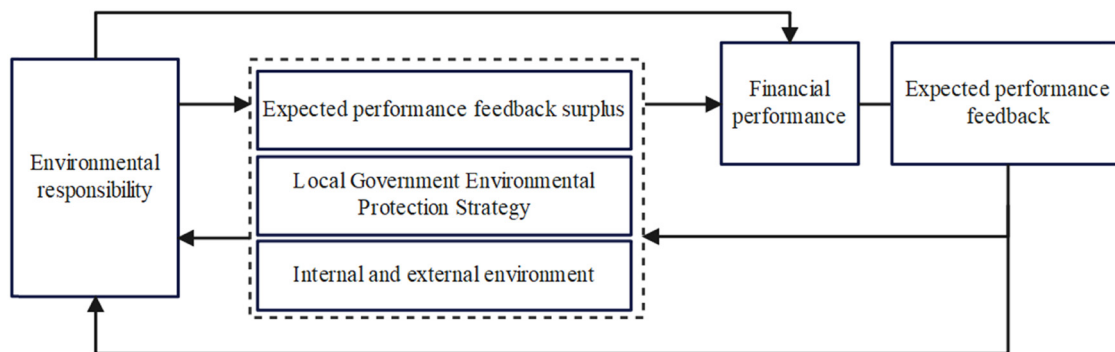 Environmental
responsibility
Expected performance feedback surplus
Local Government Environmental
Protection Strategy
Internal and external environment
Financial
performance
Expected performance
feedback